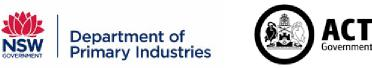 NSW
GOVERNMENT
Department of
Primary Industries
ACT
Government